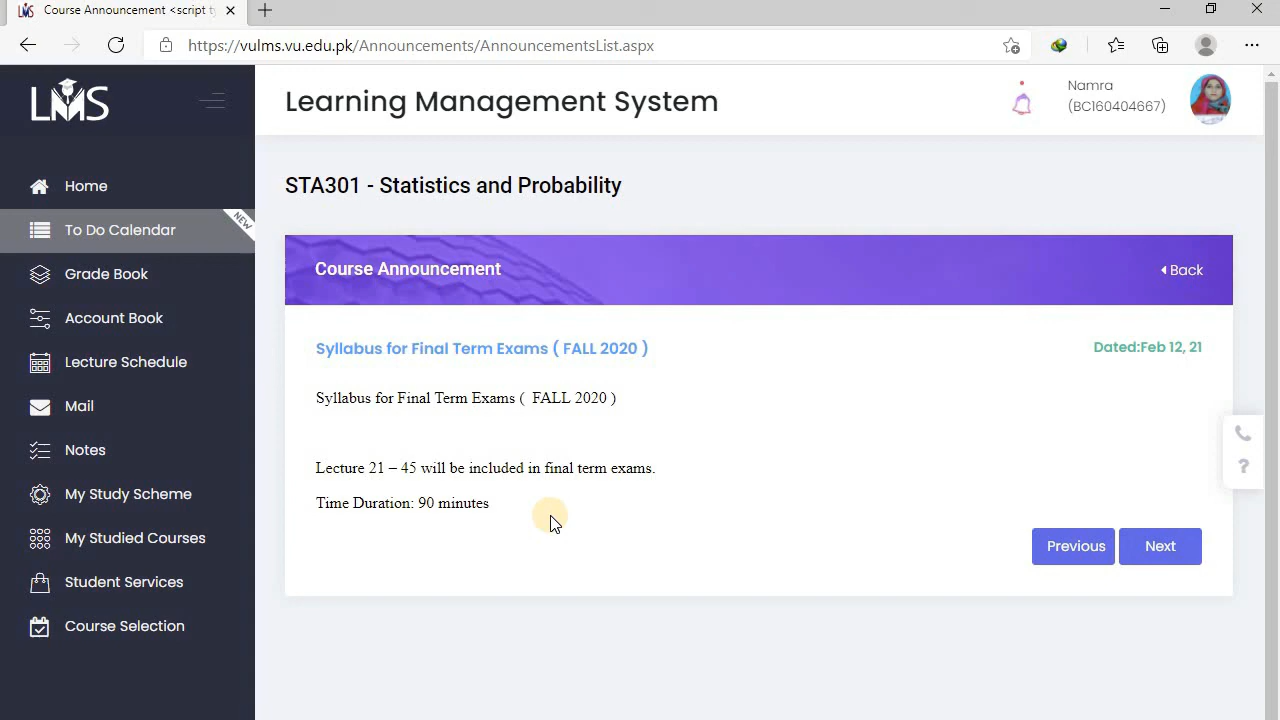 Course Announcement <script ty
https://vulms.vu.edu.pk/Announcements/AnnouncementsList.aspx
LMS
Learning Management System
Namra
(BC160404667)
Home
To Do Calendar
NEW
Grade Book
Account Book
Lecture Schedule
Mail
Notes
My Study Scheme
My Studied Courses
Student Services
Course Selection
STA301 - Statistics and Probability
Course Announcement
Back
Syllabus for Final Term Exams ( FALL 2020 )
Dated:Feb 12, 21
Syllabus for Final Term Exams (  FALL 2020 )
Lecture 21 – 45 will be included in final term exams.
Time Duration: 90 minutes
Previous
Next
?